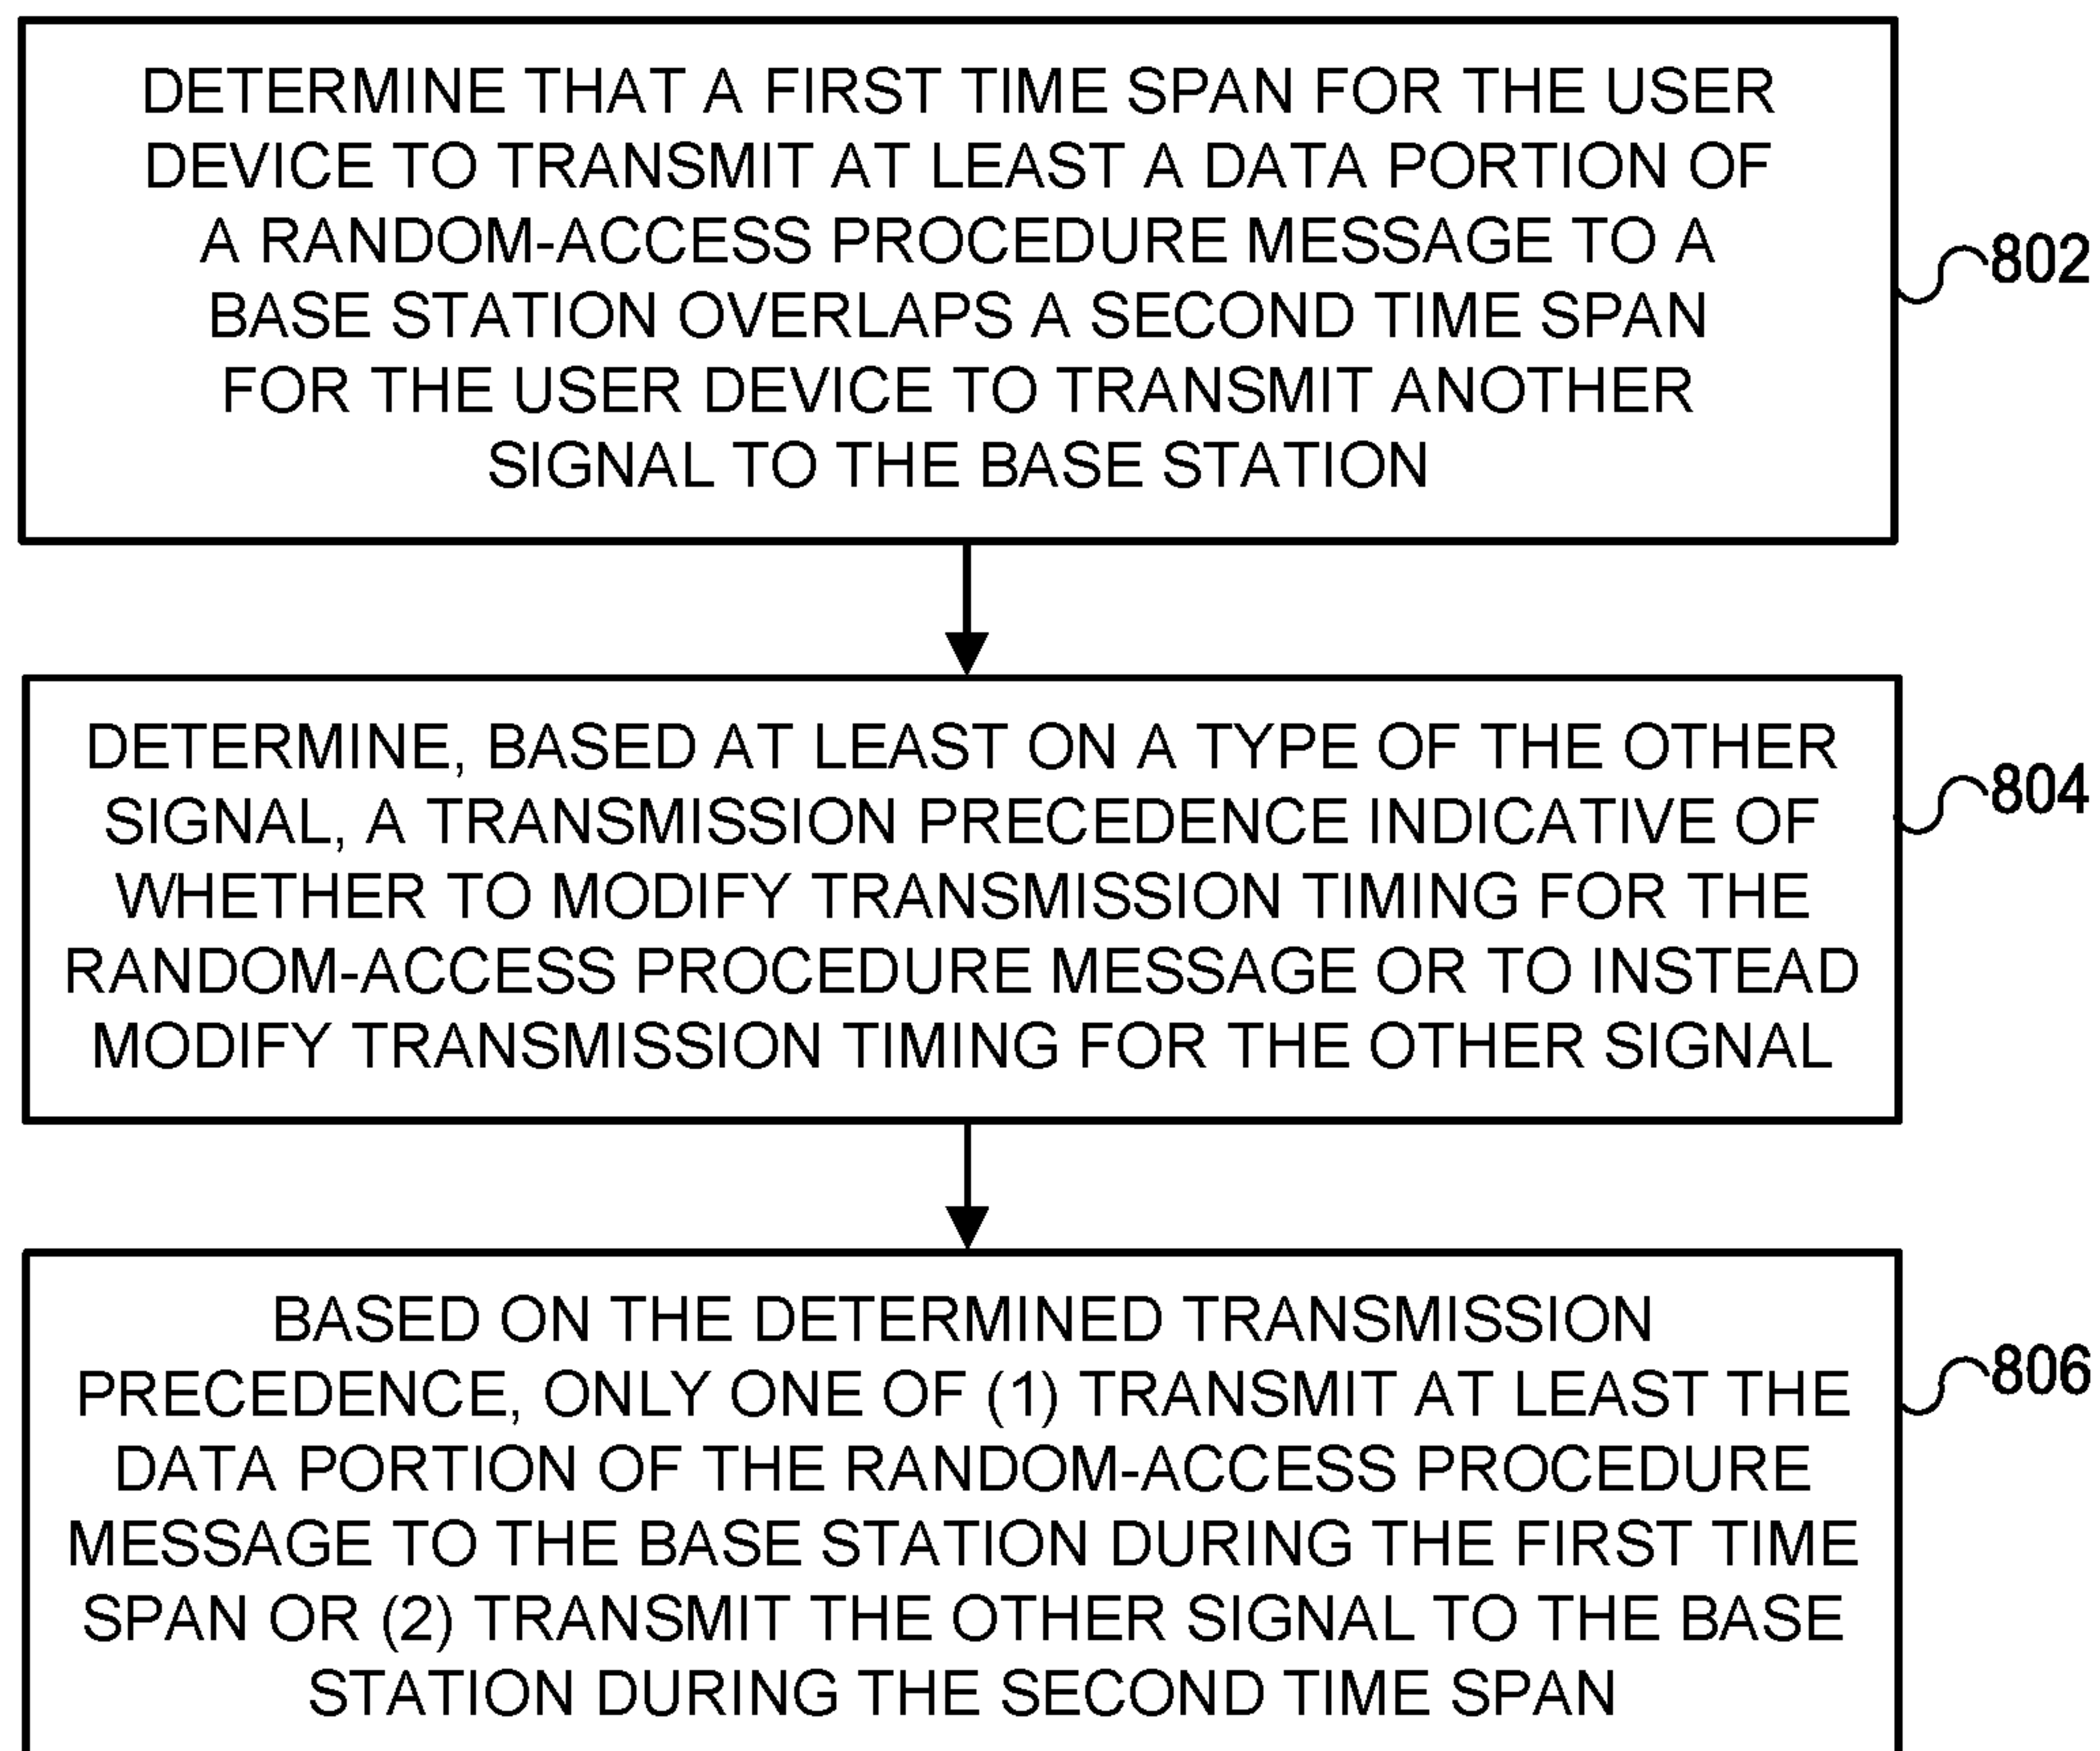 DETERMINE THAT A FIRST TIME SPAN FOR THE USER
DEVICE TO TRANSMIT AT LEAST A DATA PORTION OF
A RANDOM-ACCESS PROCEDURE MESSAGE TO A
BASE STATION OVERLAPS A SECOND TIME SPAN
FOR THE USER DEVICE TO TRANSMIT ANOTHER
SIGNAL TO THE BASE STATION
802
DETERMINE, BASED AT LEAST ON A TYPE OF THE OTHER
SIGNAL, A TRANSMISSION PRECEDENCE INDICATIVE OF
WHETHER TO MODIFY TRANSMISSION TIMING FOR THE
RANDOM-ACCESS PROCEDURE MESSAGE OR TO INSTEAD
MODIFY TRANSMISSION TIMING FOR THE OTHER SIGNAL
804
BASED ON THE DETERMINED TRANSMISSION
PRECEDENCE, ONLY ONE OF (1) TRANSMIT AT LEAST THE
DATA PORTION OF THE RANDOM-ACCESS PROCEDURE
MESSAGE TO THE BASE STATION DURING THE FIRST TIME
SPAN OR (2) TRANSMIT THE OTHER SIGNAL TO THE BASE
STATION DURING THE SECOND TIME SPAN
806